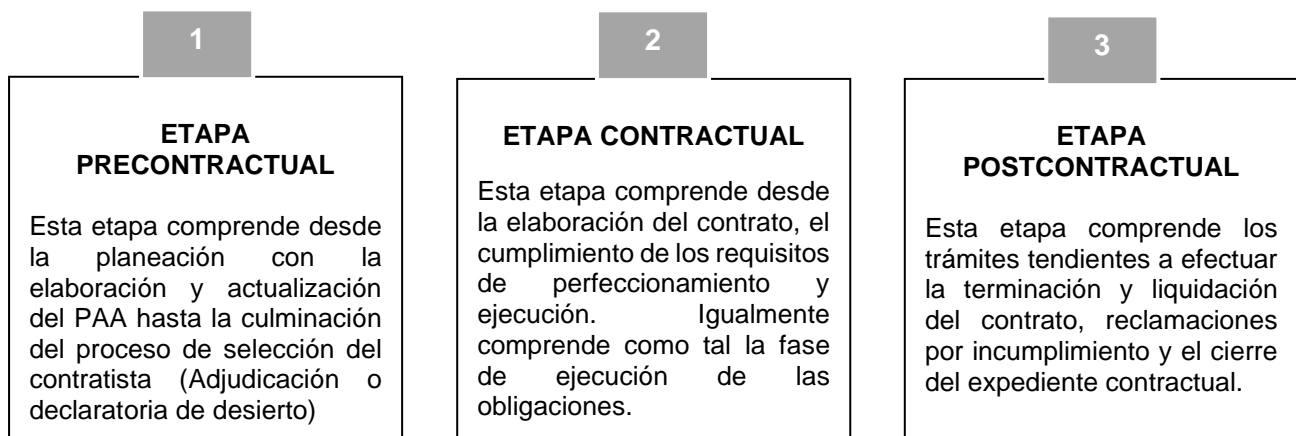 1
ETAPA
PRECONTRACTUAL
Esta etapa comprende desde
la planeación con la
elaboración y actualización
del PAA hasta la culminación
del proceso de selección del
contratista (Adjudicación o
declaratoria de desierto)
2
ETAPA CONTRACTUAL
Esta etapa comprende desde
la elaboración del contrato, el
cumplimiento de los requisitos
de perfeccionamiento y
ejecución. Igualmente
comprende como tal la fase
de ejecución de las
obligaciones.
3
ETAPA
POSTCONTRACTUAL
Esta etapa comprende los
trámites tendientes a efectuar
la terminación y liquidación
del contrato, reclamaciones
por incumplimiento y el cierre
del expediente contractual.